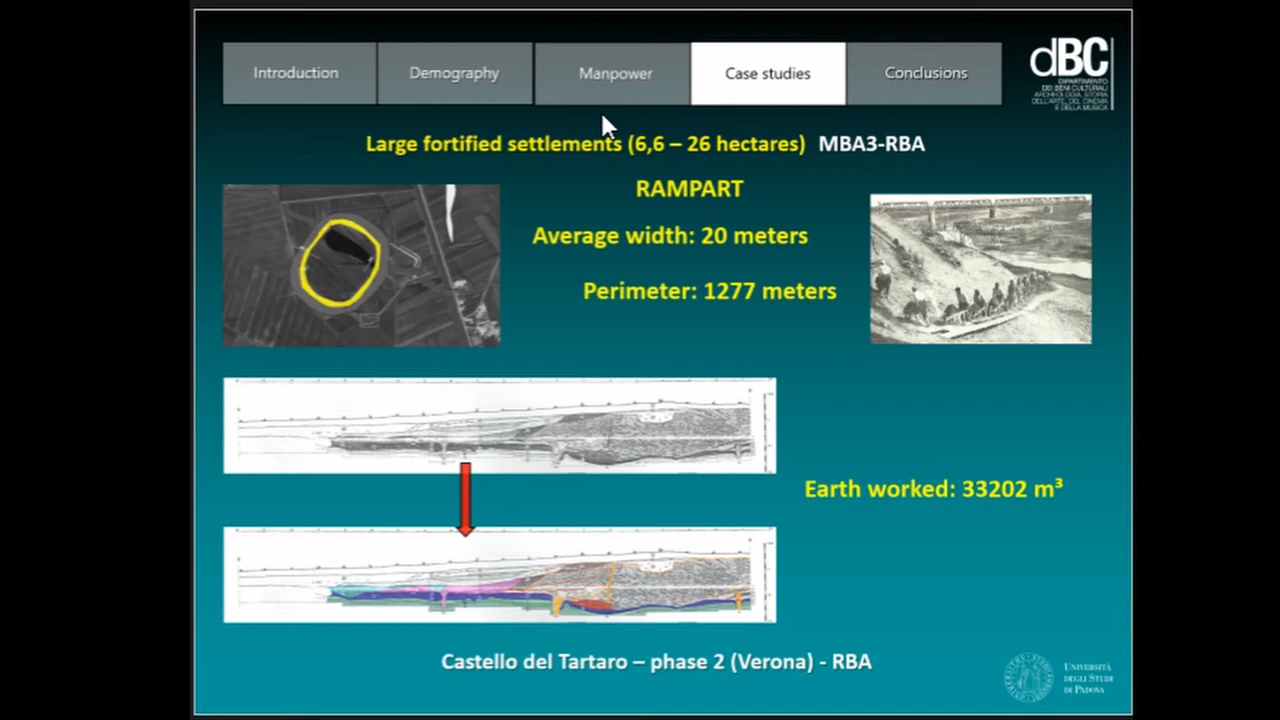 Introduction
Demography
Manpower
Case studies
Conclusions
dBC
DIPARTIMENTO
DEI BENI CULTURALI
ARCHEOLOGIA, STORIA
DELL'ARTE, DEL CINEMA
E DELLA MUSICA
Large fortified settlements (6,6 – 26 hectares) MBA3-RBA
RAMPART
Average width: 20 meters
Perimeter: 1277 meters
Earth worked: 33202 m³
Castello del Tartaro – phase 2 (Verona) - RBA
UNIVERSITÀ
DEGLI STUDI
DI PADOVA